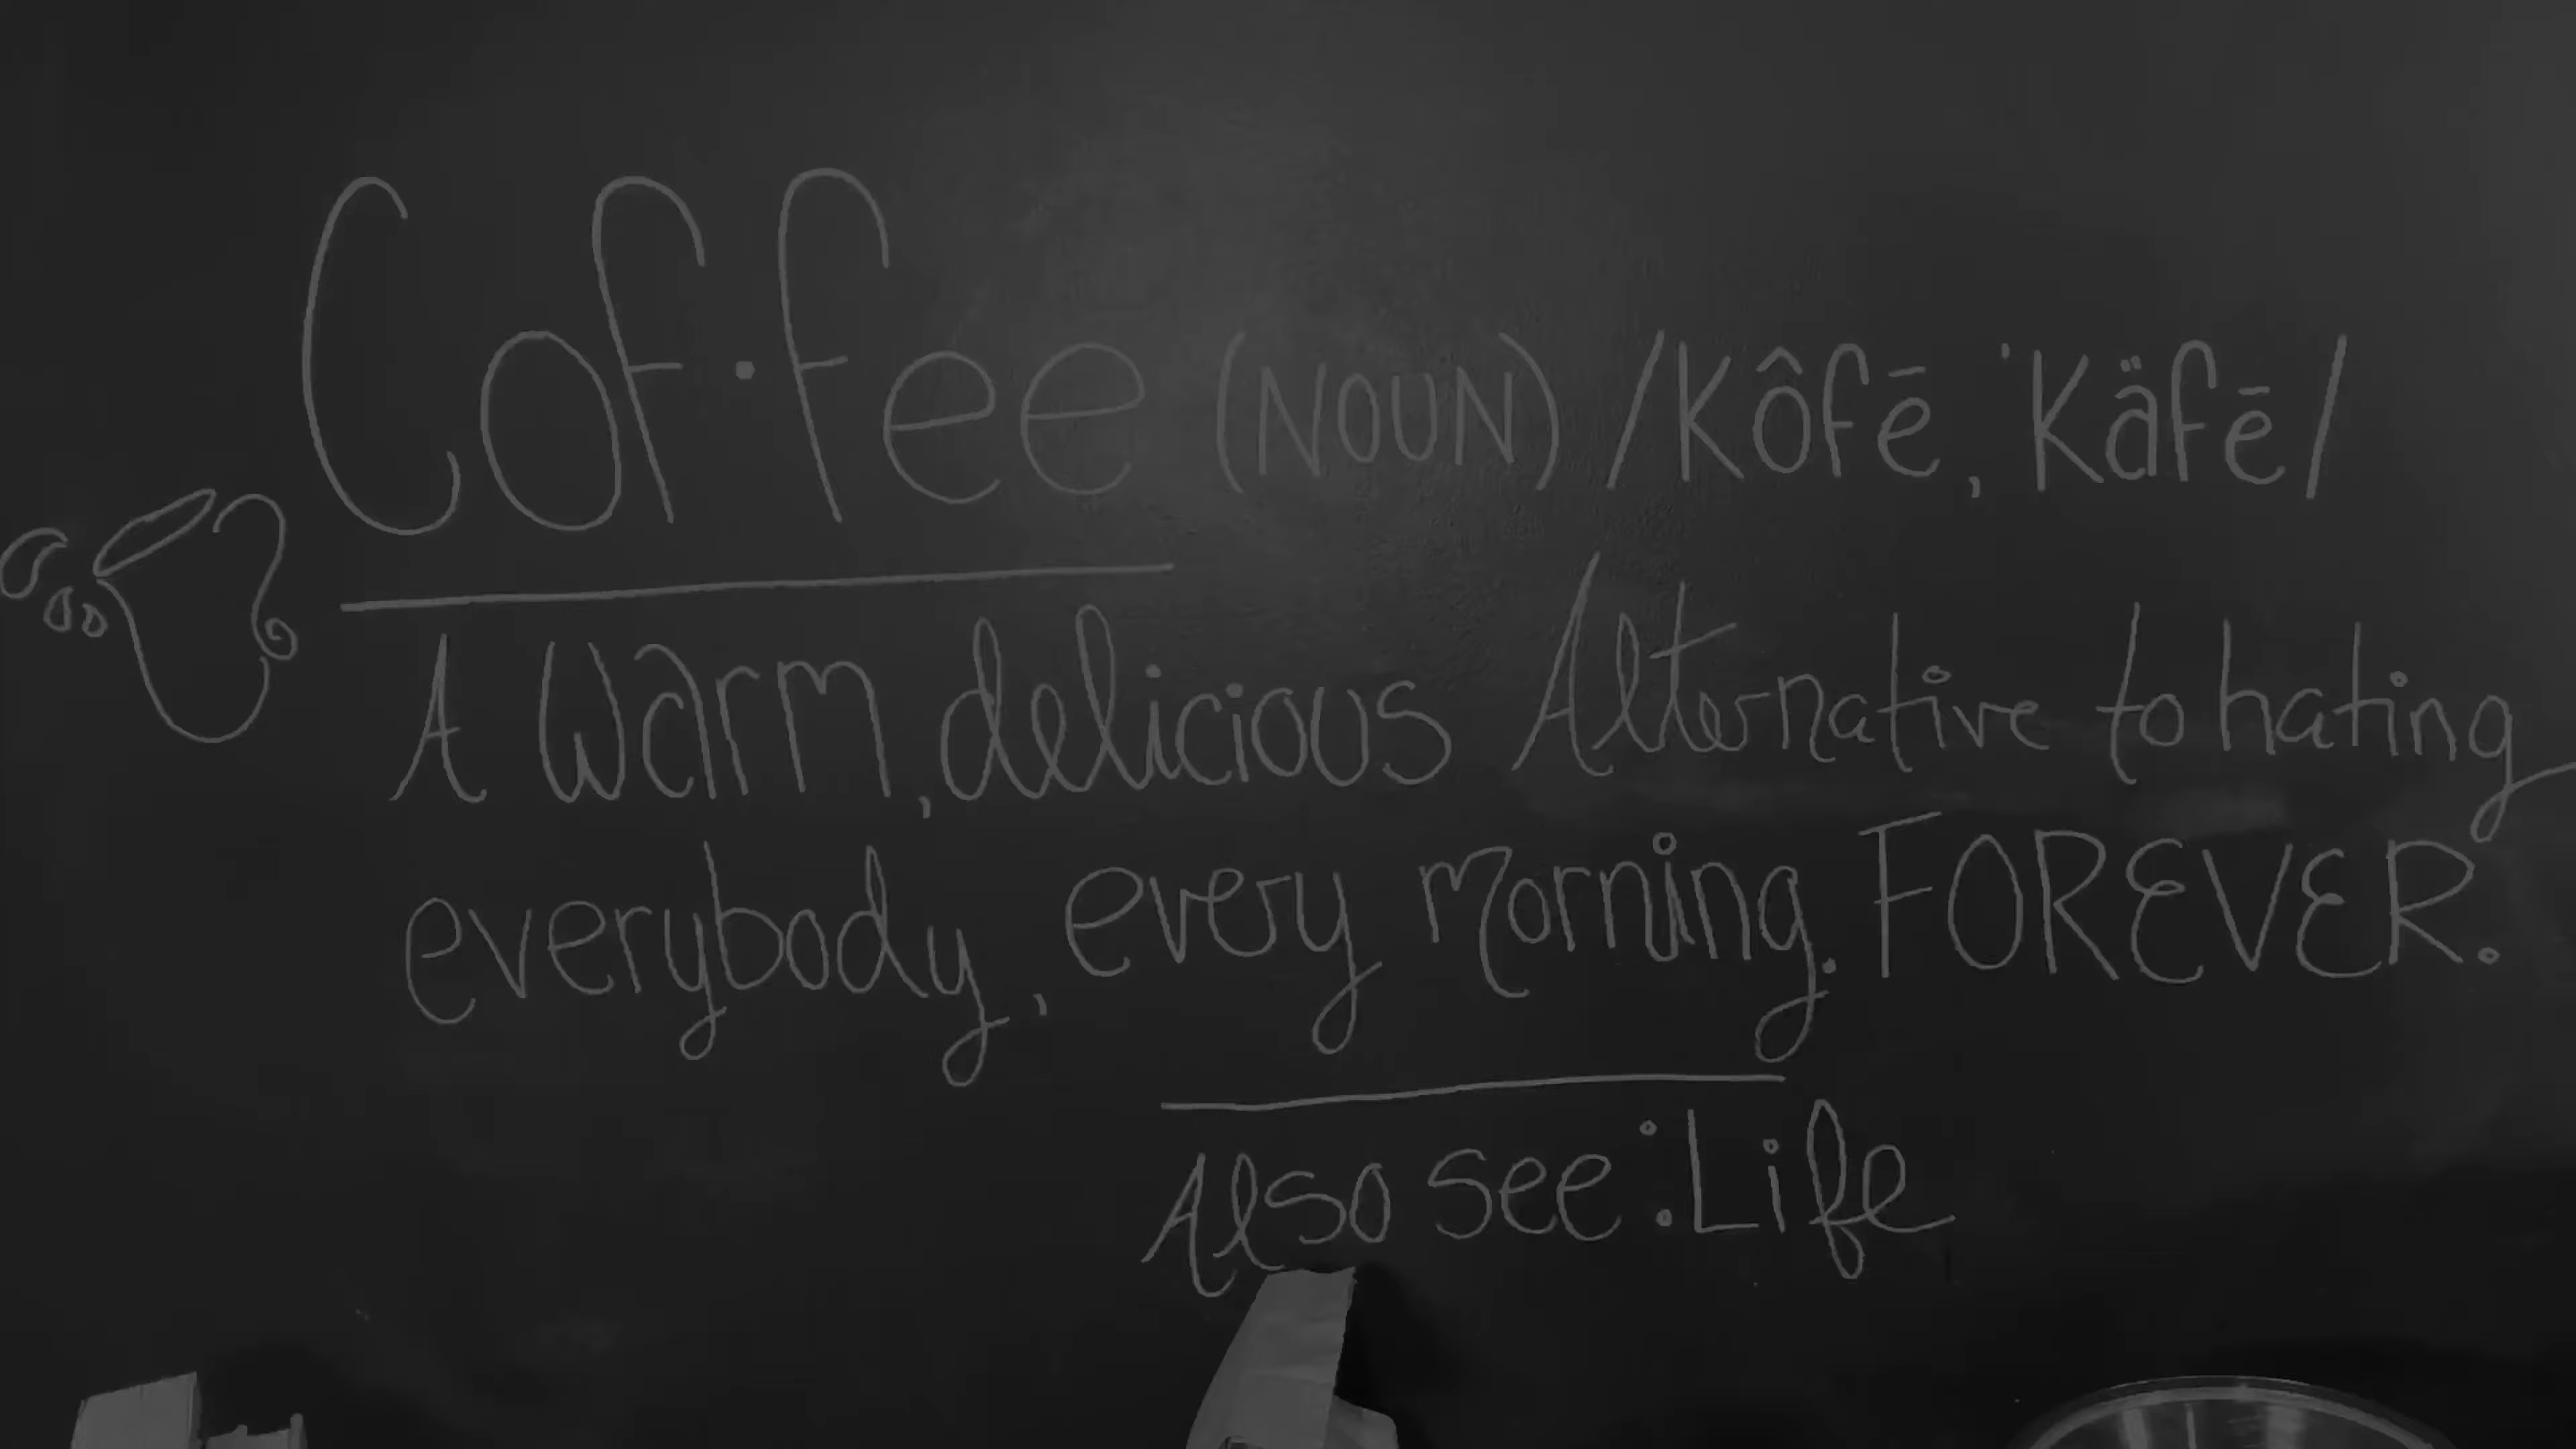 Cof·fee (NOUN) /Kôfē, 'Käfē/
A Warm, delicious Alternative to hating
everybody, every morning. FOREVER.
Also see: Life